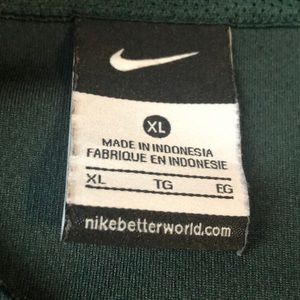 XL
MADE IN INDONESIA
FABRIQUE EN INDONESIE
XL TG EG
nikebetterworld.com